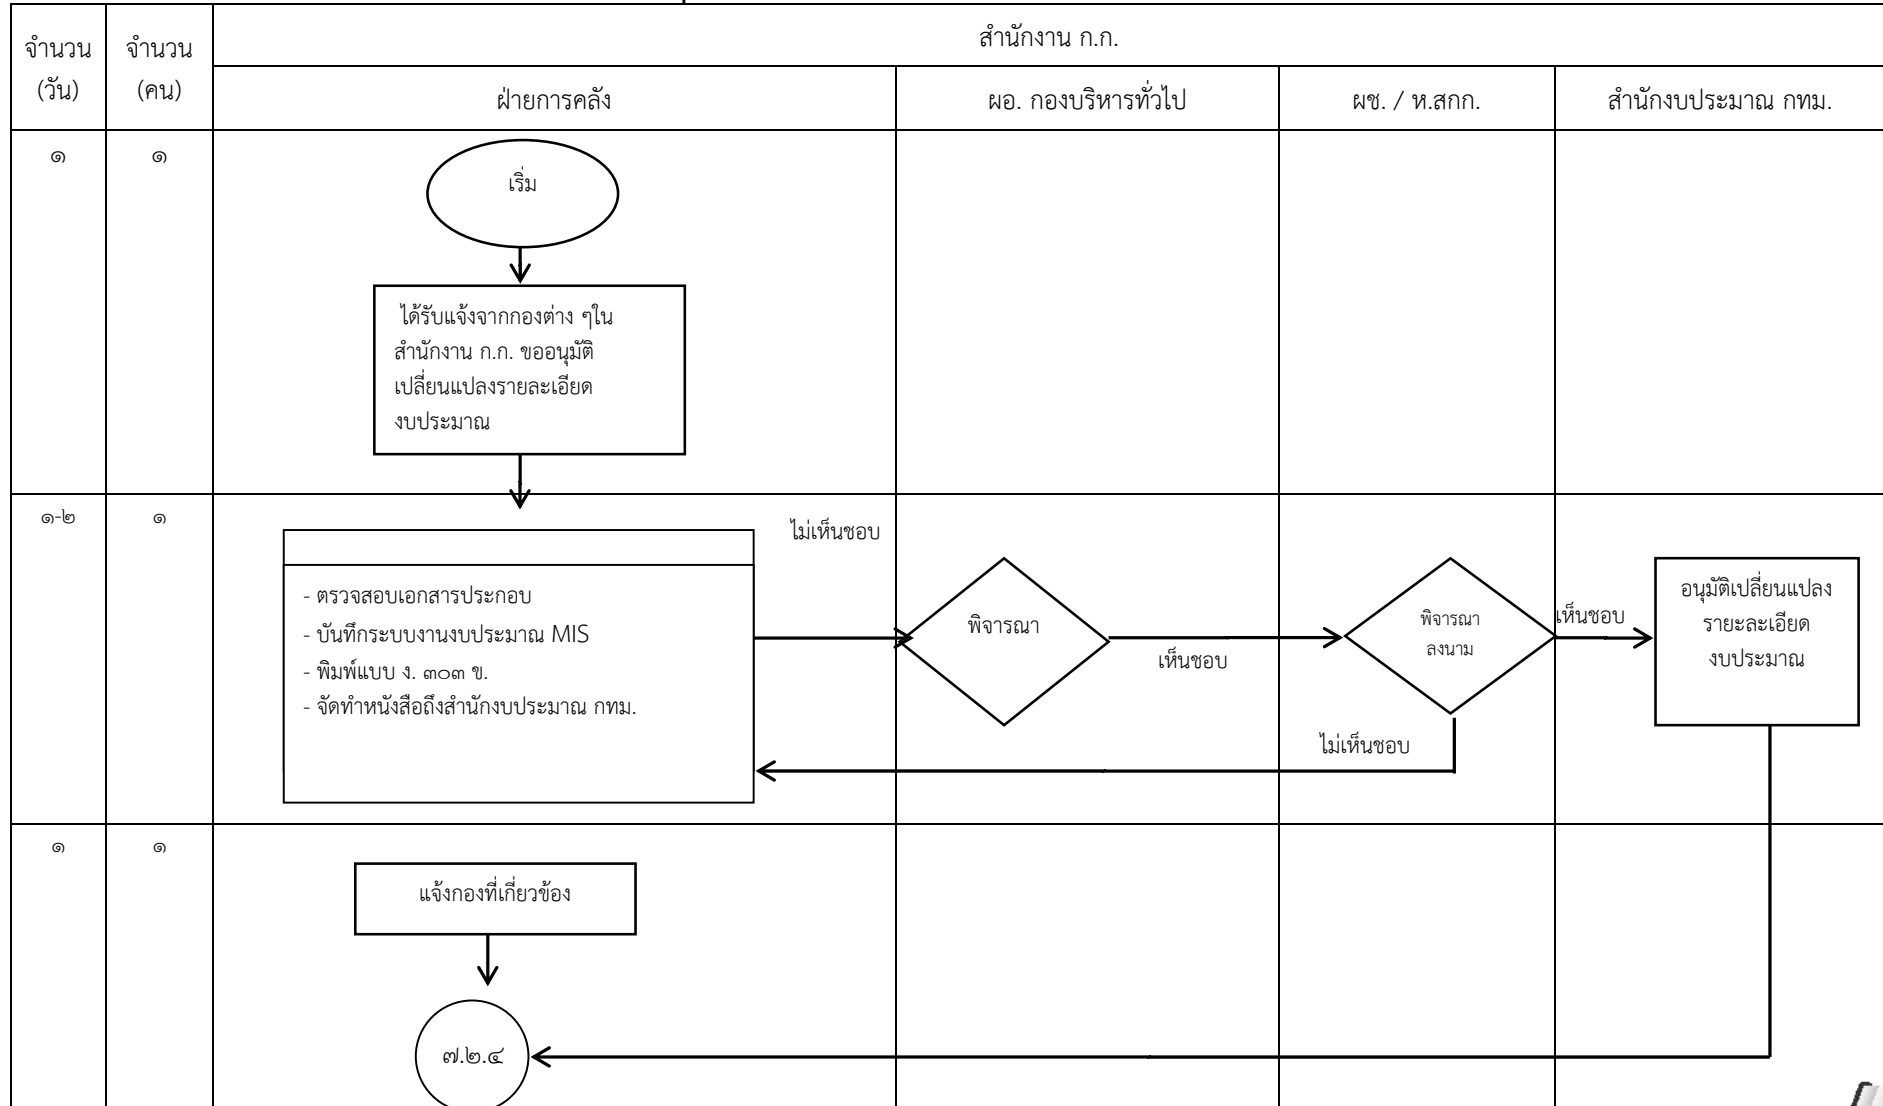 จำนวน
(วัน)
จำนวน
(คน)
สำนักงาน ก.ก.
ฝ่ายการคลัง
ผอ. กองบริหารทั่วไป
ผช. / ห.สกก.
สำนักงบประมาณ กทม.
๑
๑
เริ่ม
ได้รับแจ้งจากกองต่าง ๆใน
สำนักงาน ก.ก. ขออนุมัติ
เปลี่ยนแปลงรายละเอียด
งบประมาณ
๑-๒
๑
- ตรวจสอบเอกสารประกอบ
- บันทึกระบบงานงบประมาณ MIS
- พิมพ์แบบ ง. ๓๐๓ ข.
- จัดทำหนังสือถึงสำนักงบประมาณ กทม.
ไม่เห็นชอบ
พิจารณา
เห็นชอบ
พิจารณา
ลงนาม
เห็นชอบ
ไม่เห็นชอบ
อนุมัติเปลี่ยนแปลง
รายะละเอียด
งบประมาณ
๑
๑
แจ้งกองที่เกี่ยวข้อง
๗.๒.๔